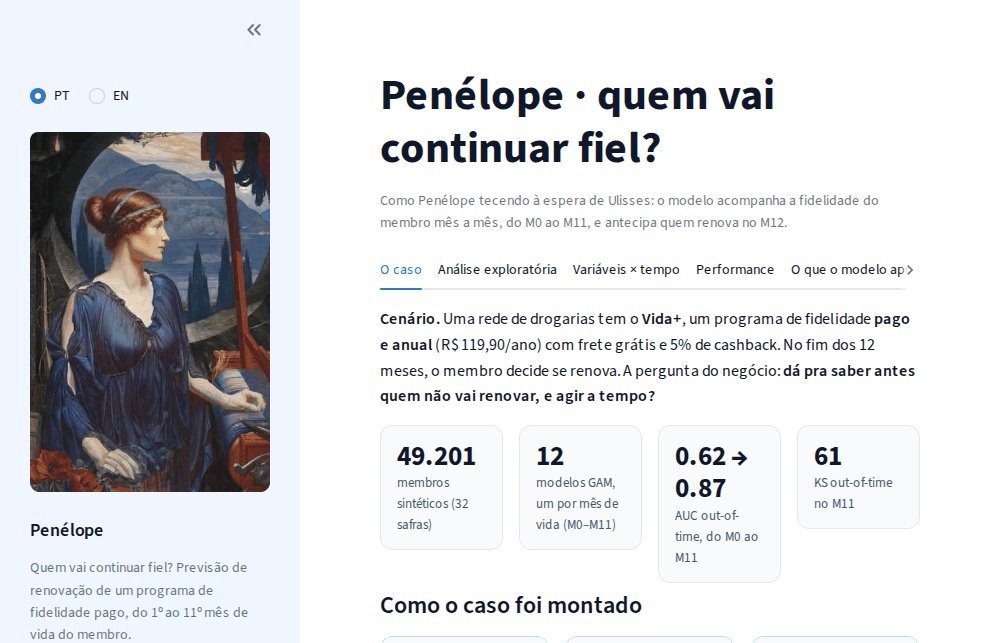 PT
EN
Penélope
Quem vai continuar fiel? Previsão de
renovação de um programa de
fidelidade pago, do 1º ao 11º mês de
vida do membro.
Penélope · quem vai
continuar fiel?
Como Penélope tecendo à espera de Ulisses: o modelo acompanha a fidelidade do
membro mês a mês, do M0 ao M11, e antecipa quem renova no M12.
O caso
Análise exploratória
Variáveis × tempo
Performance
O que o modelo ap
Cenário. Uma rede de drogarias tem o Vida+, um programa de fidelidade pago
e anual (R$ 119,90/ano) com frete grátis e 5% de cashback. No fim dos 12
meses, o membro decide se renova. A pergunta do negócio: dá pra saber antes
quem não vai renovar, e agir a tempo?
49.201
membros
sintéticos (32
safras)
12
modelos GAM,
um por mês de
vida (M0–M11)
0.62 →
0.87
AUC out-of-
time, do M0 ao
M11
61
KS out-of-time
no M11
Como o caso foi montado